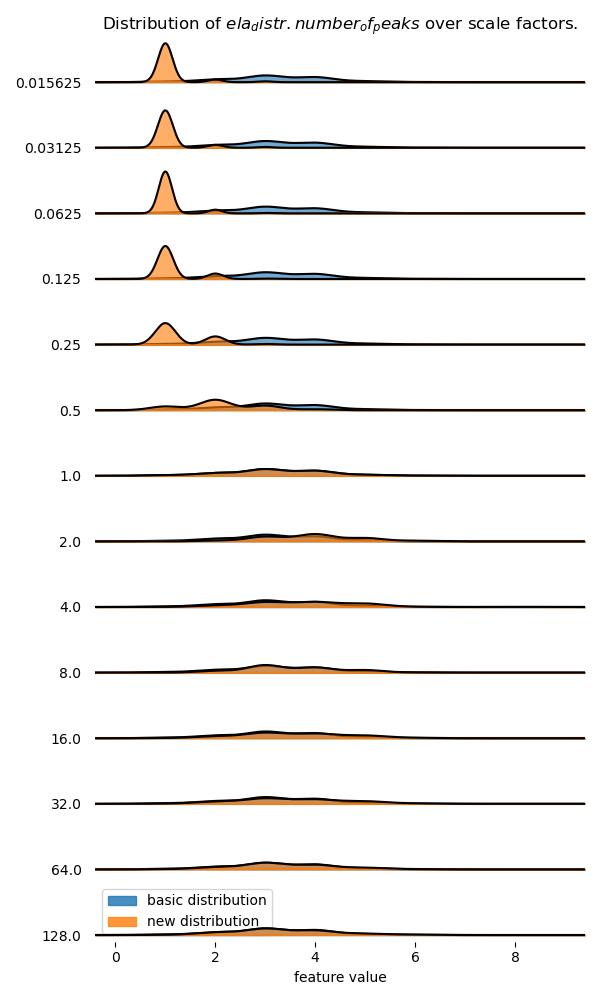 Distribution of elaₔistr. numberₒfₚeaks over scale factors.
0.015625
0.03125
0.0625
0.125
0.25
0.5
1.0
2.0
4.0
8.0
16.0
32.0
64.0
basic distribution
new distribution
128.0
0 2 4 6 8
feature value